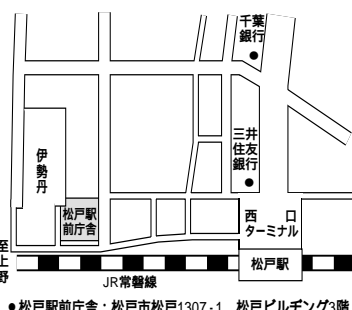 千葉
銀行
三井
住友
銀行
伊勢丹
松戸駅
前庁舎
西口
ターミナル
至上野
松戸駅
JR常磐線
●松戸駅前庁舎：松戸市松戸1307-1 松戸ビルヂング3階